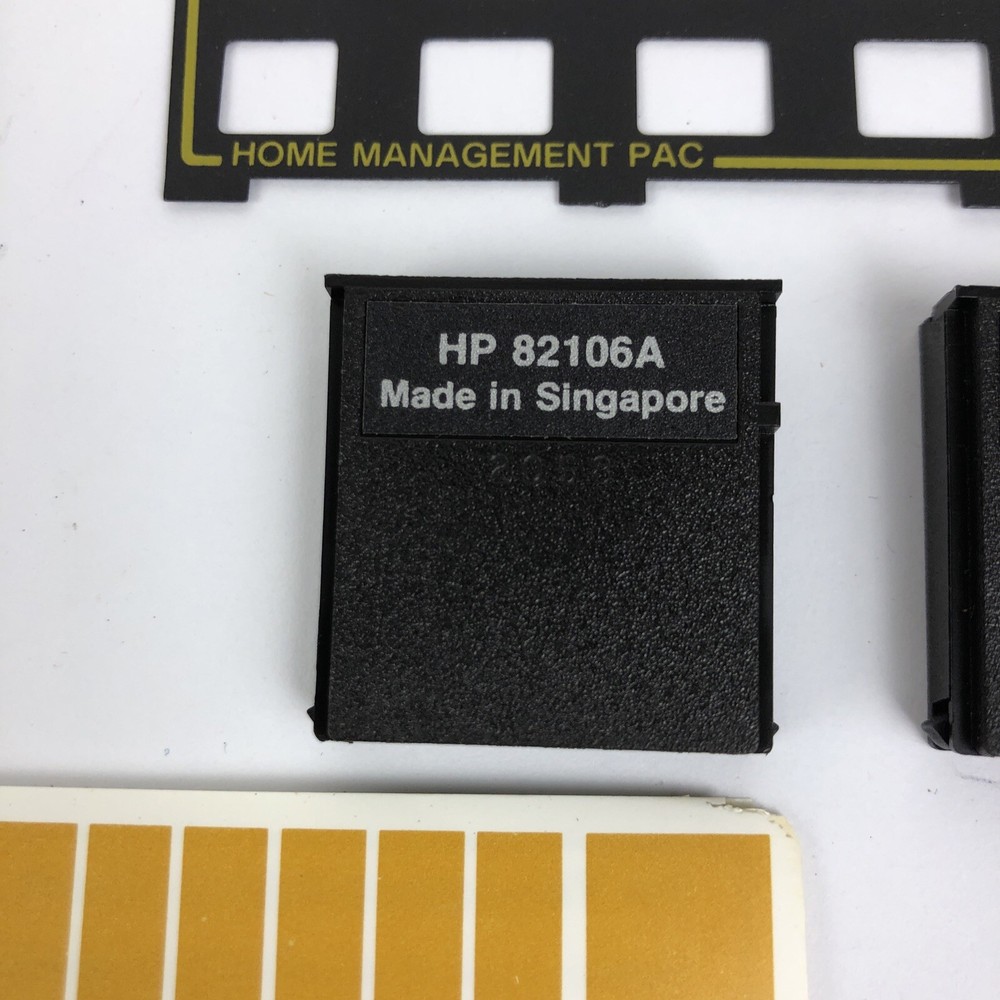 HOME MANAGEMENT PAC
HP 82106A
Made in Singapore